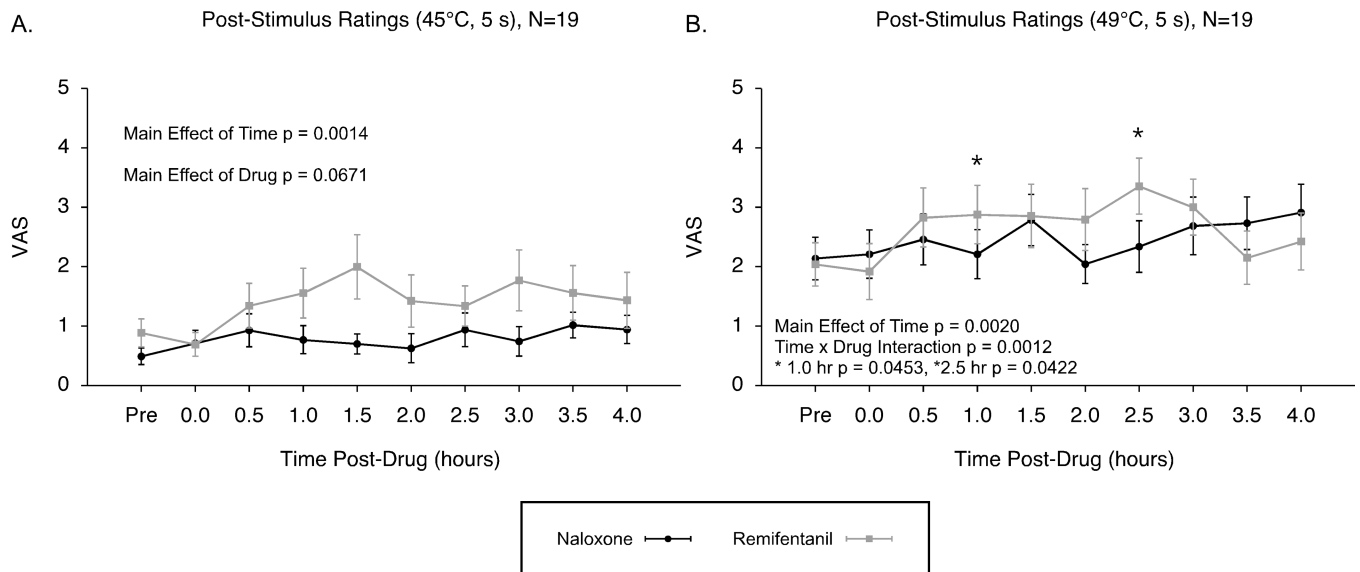 A.
Post-Stimulus Ratings (45°C, 5 s), N=19
5
4
3
2
1
0
VAS
Main Effect of Time p = 0.0014
Main Effect of Drug p = 0.0671
Pre 0.0 0.5 1.0 1.5 2.0 2.5 3.0 3.5 4.0
Time Post-Drug (hours)
B.
Post-Stimulus Ratings (49°C, 5 s), N=19
5
4
3
2
1
0
VAS
*
*
Main Effect of Time p = 0.0020
Time x Drug Interaction p = 0.0012
* 1.0 hr p = 0.0453, *2.5 hr p = 0.0422
Pre 0.0 0.5 1.0 1.5 2.0 2.5 3.0 3.5 4.0
Time Post-Drug (hours)
Naloxone Remifentanil